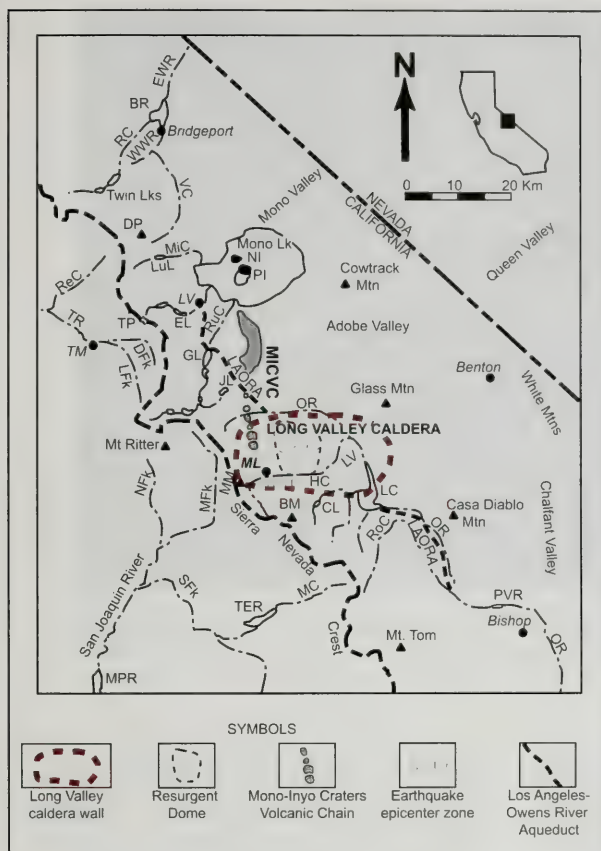 N
EWR
BR
Bridgeport
RC
WWR
Twin Lks
VC
0 10 20 Km
Mono Valley
NEVADA
CALIFORNIA
Queen Valley
DP
MiC
LuL
Mono Lk
NI
PI
Cowtrack
Mtn
ReC
TR
TP
LV
EL
RuC
Adobe Valley
TM
DFk
LFk
GL
JL
LAORA
MICVC
Benton
White Mtns
Glass Mtn
OR
LONG VALLEY CALDERA
Mt Ritter
NFk
MFk
MM
ML
HC
LV
BM
CL
LC
RoC
LAORA
OR
Casa Diablo
Mtn
Chalfant Valley
Sierra
Nevada
Crest
San Joaquin River
SFk
TER
MC
MPR
Mt. Tom
PVR
Bishop
OR
SYMBOLS
Long Valley
caldera wall
Resurgent
Dome
Mono-Inyo Craters
Volcanic Chain
Earthquake
epicenter zone
Los Angeles-
Owens River
Aqueduct